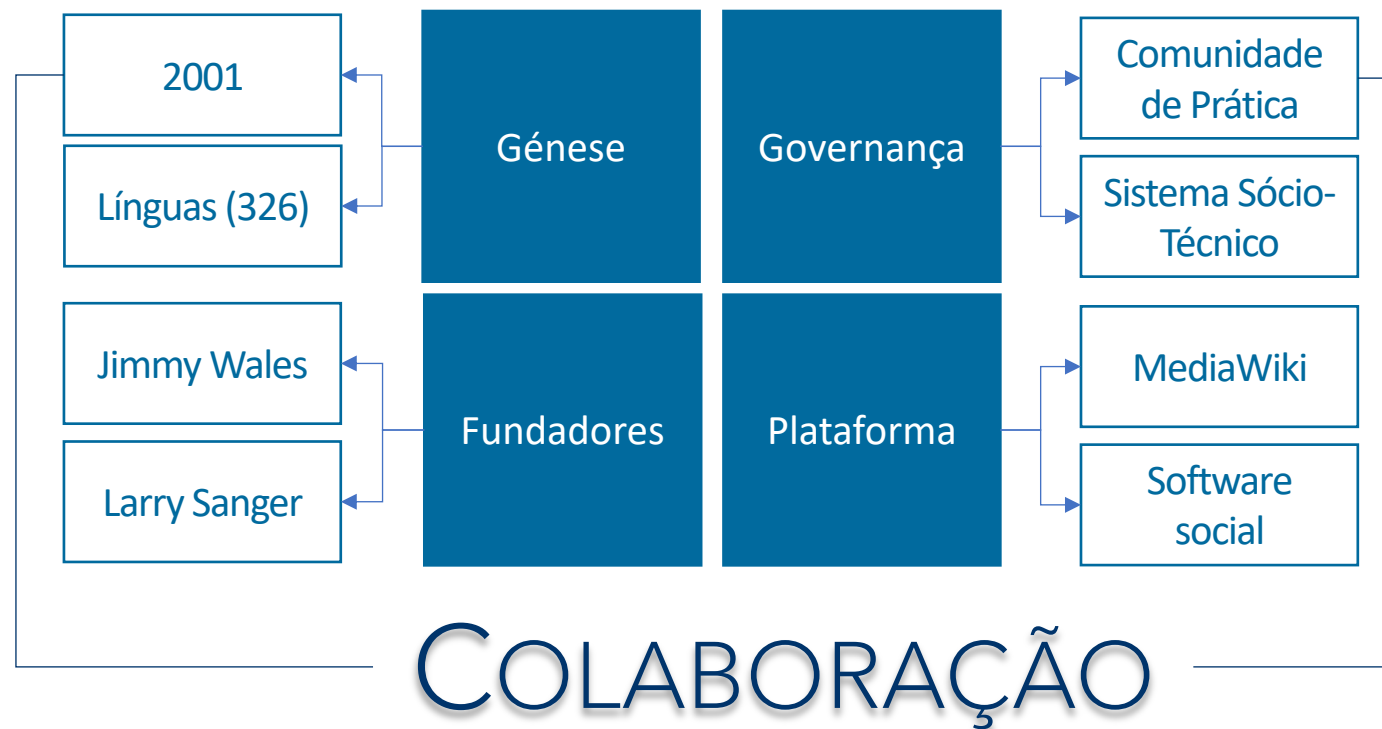 2001
Línguas (326)
Génese
Governança
Comunidade
de Prática
Sistema Sócio-
Técnico
Jimmy Wales
Larry Sanger
Fundadores
Plataforma
MediaWiki
Software
social
COLABORAÇÃO